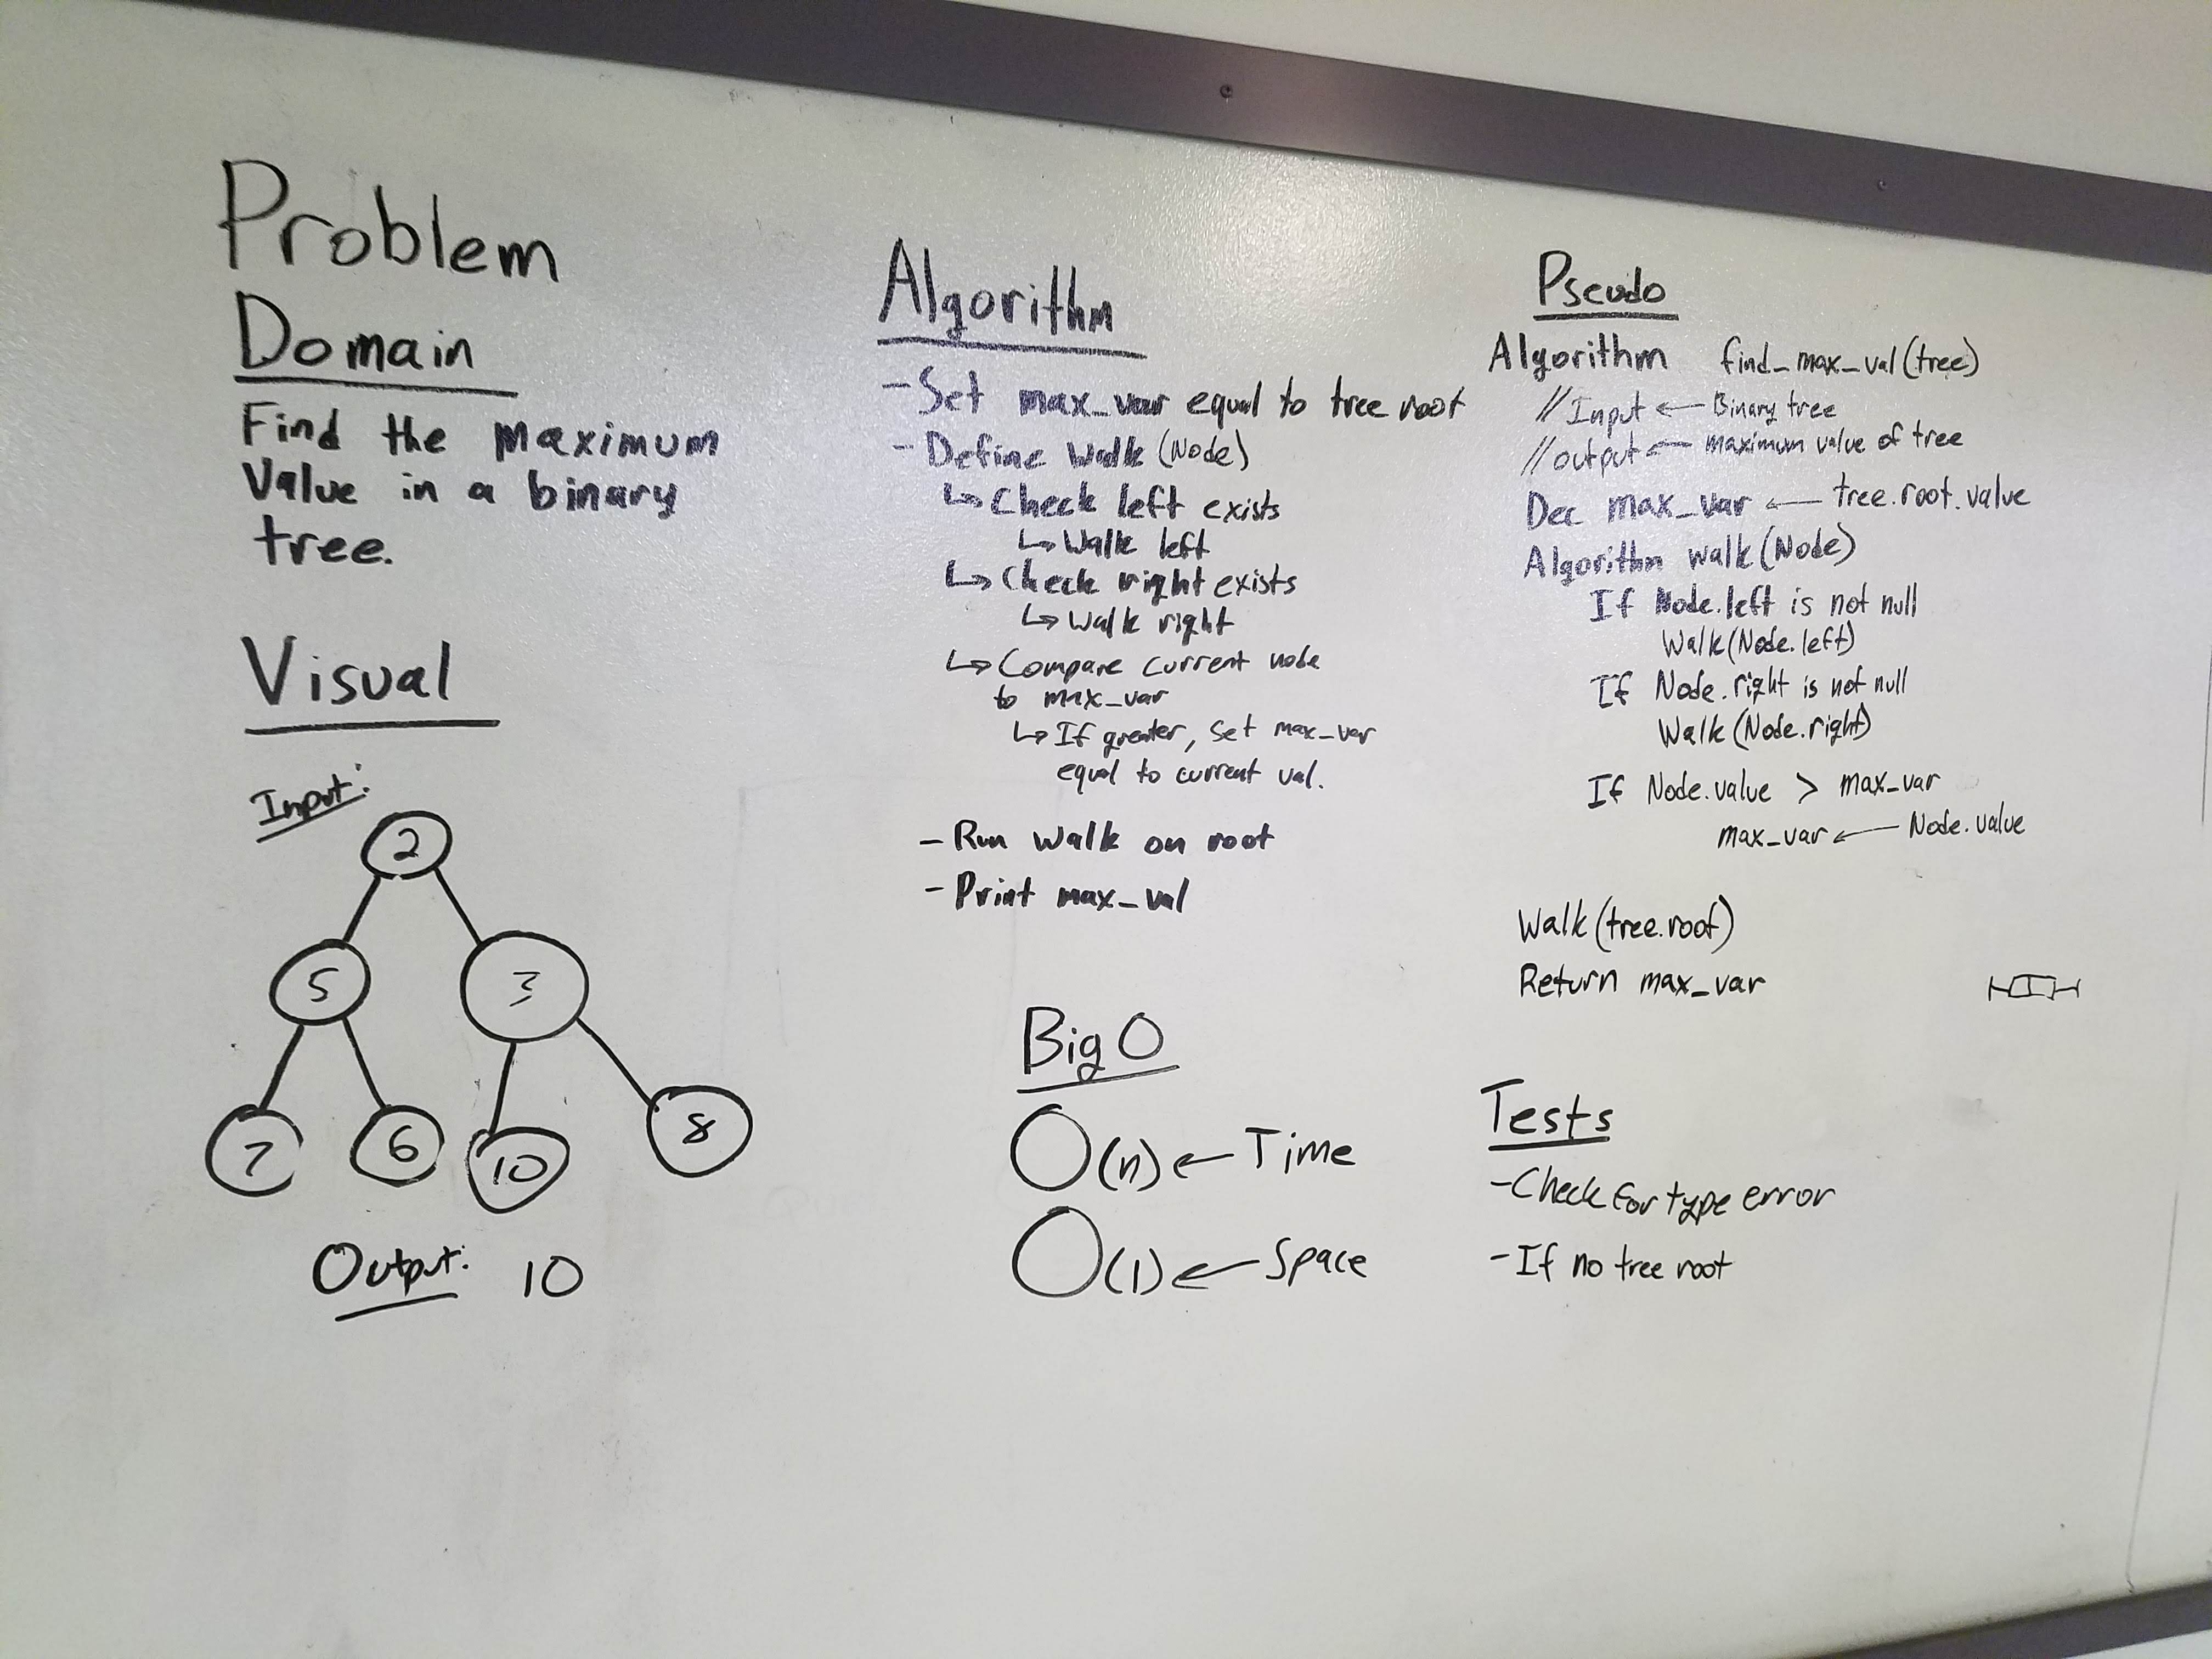 Problem
Domain
Find the maximum
Value in a binary
tree.
Visual
Input:
2
5 3
7 6 10 8
Output: 10
Algorithm
- Set max_var equal to tree root
- Define Walk (Node)
↳ Check left exists
↳ Walk left
↳ Check right exists
↳ Walk right
↳ Compare current node
to max_var
↳ If greater, set max_var
equal to current val.
- Run Walk on root
- Print max_val
Big O
O(n) ← Time
O(1) ← Space
Pseudo
Algorithm find_max_val(tree)
// Input ← Binary tree
// output ← maximum value of tree
Dec max_var ← tree.root.value
Algorithm walk(Node)
If Node.left is not null
Walk(Node.left)
If Node.right is not null
Walk(Node.right)
If Node.value > max_var
max_var ← Node.value
Walk(tree.root)
Return max_var
Tests
- Check for type error
- If no tree root